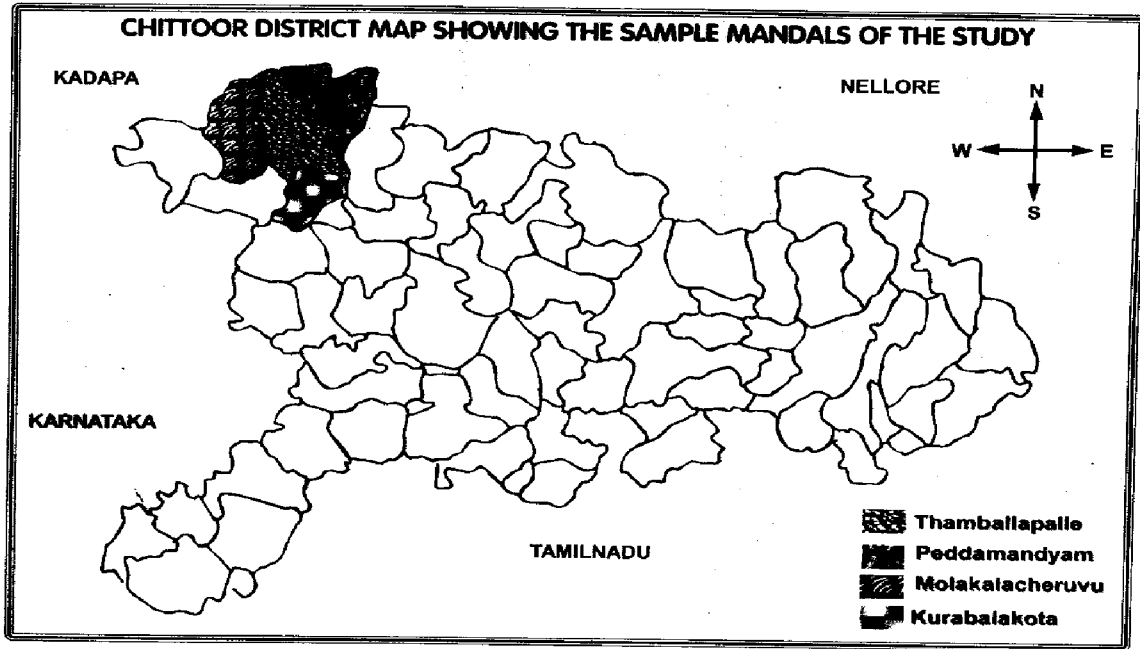 CHITTOOR DISTRICT MAP SHOWING THE SAMPLE MANDALS OF THE STUDY
KADAPA
NELLORE
N
W
E
S
KARNATAKA
TAMILNADU
Thamballapalle
Peddamandyam
Molakalacheruvu
Kurabalakota